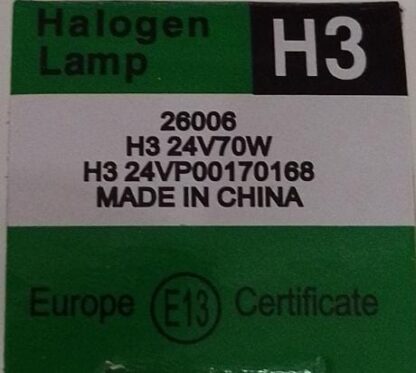 Halogen
Lamp
H3
26006
H3 24V70W
H3 24VP00170168
MADE IN CHINA
Europe E13 Certificate